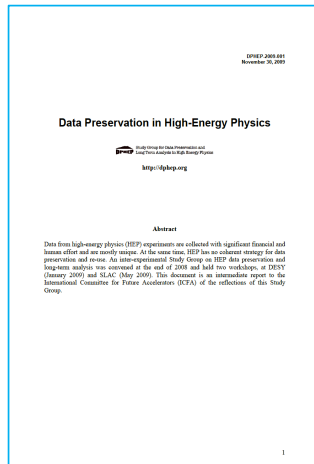 DPHEP-2009-001
November 30, 2009
Data Preservation in High-Energy Physics
DPHEP Study Group for Data Preservation and
Long Term Analysis in High Energy Physics
http://dphep.org
Abstract
Data from high-energy physics (HEP) experiments are collected with significant financial and
human effort and are mostly unique. At the same time, HEP has no coherent strategy for data
preservation and re-use. An inter-experimental Study Group on HEP data preservation and
long-term analysis was convened at the end of 2008 and held two workshops, at DESY
(January 2009) and SLAC (May 2009). This document is an intermediate report to the
International Committee for Future Accelerators (ICFA) of the reflections of this Study
Group.
1